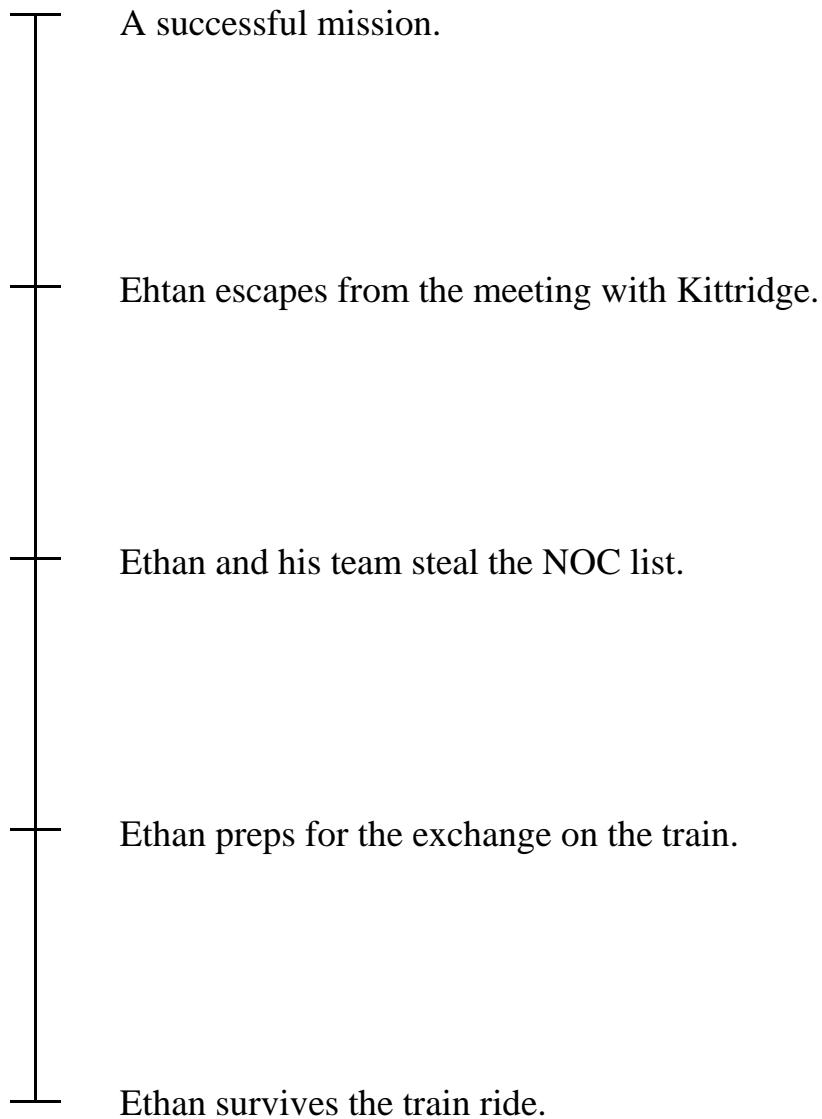 A successful mission.
Ehtan escapes from the meeting with Kittridge.
Ethan and his team steal the NOC list.
Ethan preps for the exchange on the train.
Ethan survives the train ride.